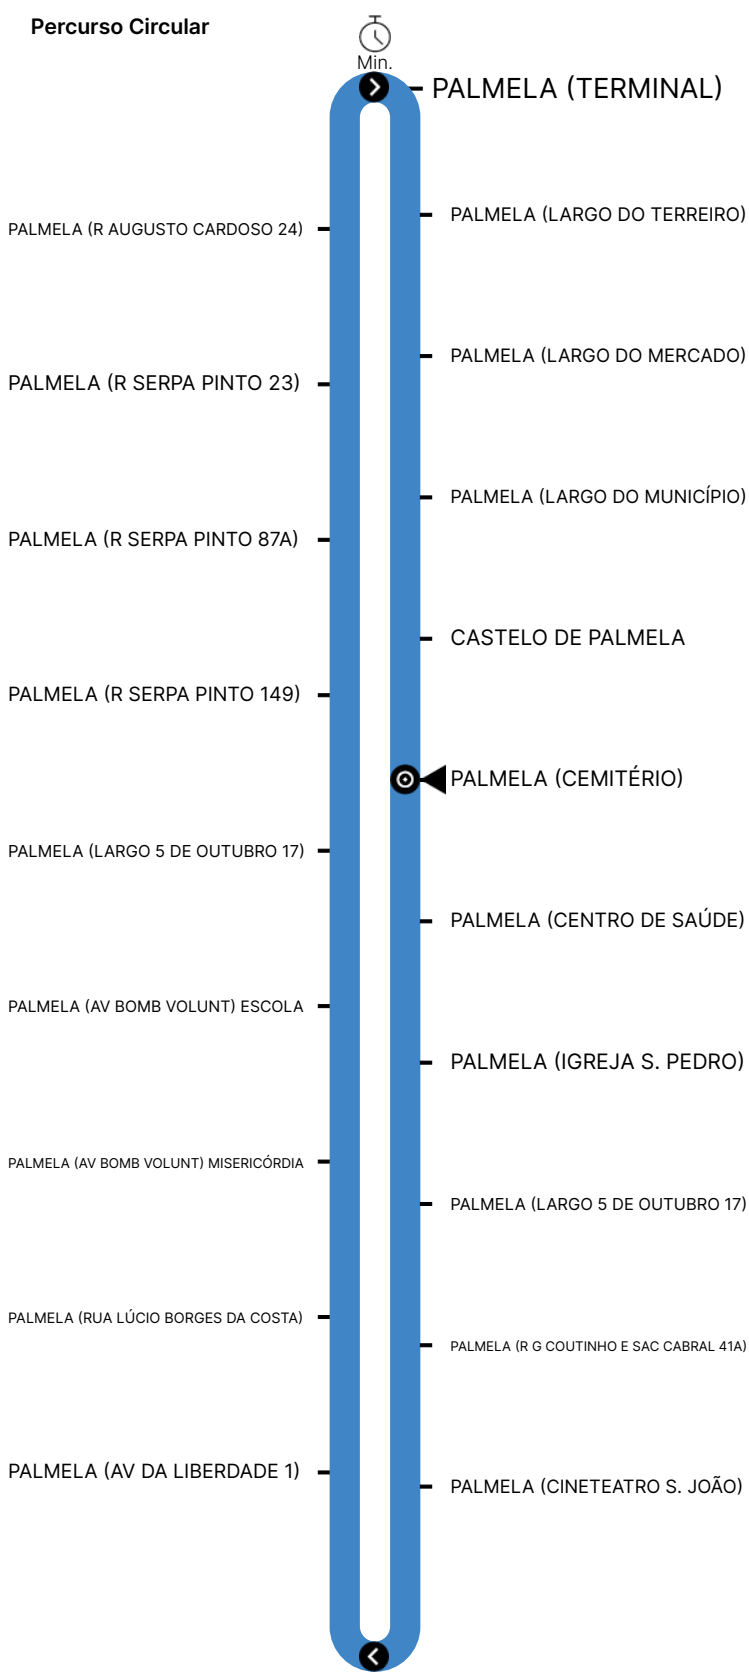 Percurso Circular
Min.
PALMELA (TERMINAL)
PALMELA (LARGO DO TERREIRO)
PALMELA (LARGO DO MERCADO)
PALMELA (LARGO DO MUNICÍPIO)
CASTELO DE PALMELA
PALMELA (CEMITÉRIO)
PALMELA (CENTRO DE SAÚDE)
PALMELA (IGREJA S. PEDRO)
PALMELA (LARGO 5 DE OUTUBRO 17)
PALMELA (R G COUTINHO E SAC CABRAL 41A)
PALMELA (CINETEATRO S. JOÃO)
PALMELA (R AUGUSTO CARDOSO 24)
PALMELA (R SERPA PINTO 23)
PALMELA (R SERPA PINTO 87A)
PALMELA (R SERPA PINTO 149)
PALMELA (LARGO 5 DE OUTUBRO 17)
PALMELA (AV BOMB VOLUNT) ESCOLA
PALMELA (AV BOMB VOLUNT) MISERICÓRDIA
PALMELA (RUA LÚCIO BORGES DA COSTA)
PALMELA (AV DA LIBERDADE 1)